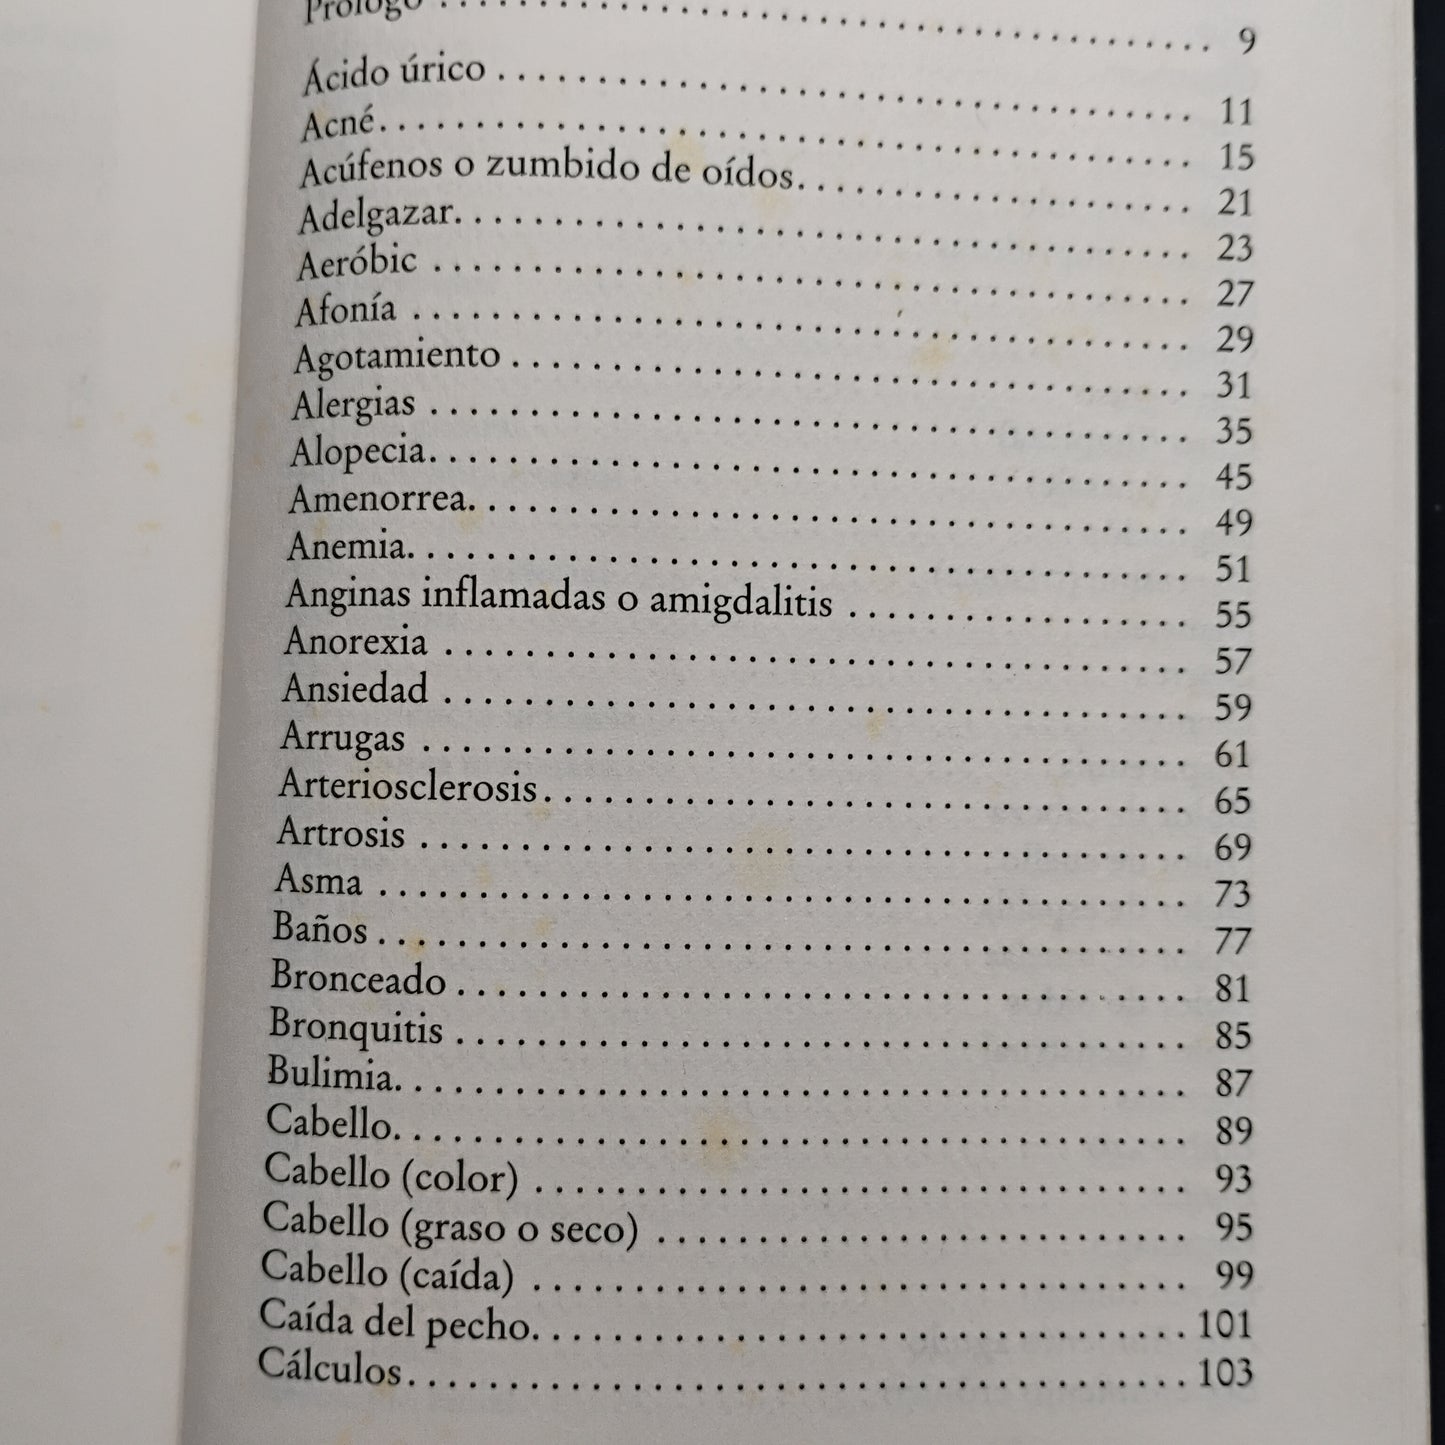 Prólogo . . . . . . . . . . . . . . . . . . . . . . . . . . . . . . . . . . . . . . 9
Ácido úrico . . . . . . . . . . . . . . . . . . . . . . . . . . . . . . . . . . . 11
Acné. . . . . . . . . . . . . . . . . . . . . . . . . . . . . . . . . . . . . . . . 15
Acúfenos o zumbido de oídos. . . . . . . . . . . . . . . . . . . . 21
Adelgazar. . . . . . . . . . . . . . . . . . . . . . . . . . . . . . . . . . . . 23
Aeróbic . . . . . . . . . . . . . . . . . . . . . . . . . . . . . . . . . . . . . 27
Afonía . . . . . . . . . . . . . . . . . . . . . . . . . . . . . . . . . . . . . . 29
Agotamiento . . . . . . . . . . . . . . . . . . . . . . . . . . . . . . . . . 31
Alergias . . . . . . . . . . . . . . . . . . . . . . . . . . . . . . . . . . . . . 35
Alopecia. . . . . . . . . . . . . . . . . . . . . . . . . . . . . . . . . . . . . 45
Amenorrea. . . . . . . . . . . . . . . . . . . . . . . . . . . . . . . . . . . 49
Anemia. . . . . . . . . . . . . . . . . . . . . . . . . . . . . . . . . . . . . . 51
Anginas inflamadas o amigdalitis . . . . . . . . . . . . . . . . . 55
Anorexia . . . . . . . . . . . . . . . . . . . . . . . . . . . . . . . . . . . . 57
Ansiedad . . . . . . . . . . . . . . . . . . . . . . . . . . . . . . . . . . . . 59
Arrugas . . . . . . . . . . . . . . . . . . . . . . . . . . . . . . . . . . . . . 61
Arteriosclerosis. . . . . . . . . . . . . . . . . . . . . . . . . . . . . . . . 65
Artrosis . . . . . . . . . . . . . . . . . . . . . . . . . . . . . . . . . . . . . 69
Asma . . . . . . . . . . . . . . . . . . . . . . . . . . . . . . . . . . . . . . . 73
Baños . . . . . . . . . . . . . . . . . . . . . . . . . . . . . . . . . . . . . . . 77
Bronceado . . . . . . . . . . . . . . . . . . . . . . . . . . . . . . . . . . . 81
Bronquitis . . . . . . . . . . . . . . . . . . . . . . . . . . . . . . . . . . . 85
Bulimia. . . . . . . . . . . . . . . . . . . . . . . . . . . . . . . . . . . . . . 87
Cabello. . . . . . . . . . . . . . . . . . . . . . . . . . . . . . . . . . . . . . 89
Cabello (color) . . . . . . . . . . . . . . . . . . . . . . . . . . . . . . . . 93
Cabello (graso o seco) . . . . . . . . . . . . . . . . . . . . . . . . . . 95
Cabello (caída) . . . . . . . . . . . . . . . . . . . . . . . . . . . . . . . . 99
Caída del pecho. . . . . . . . . . . . . . . . . . . . . . . . . . . . . . . . 101
Cálculos. . . . . . . . . . . . . . . . . . . . . . . . . . . . . . . . . . . . . . 103